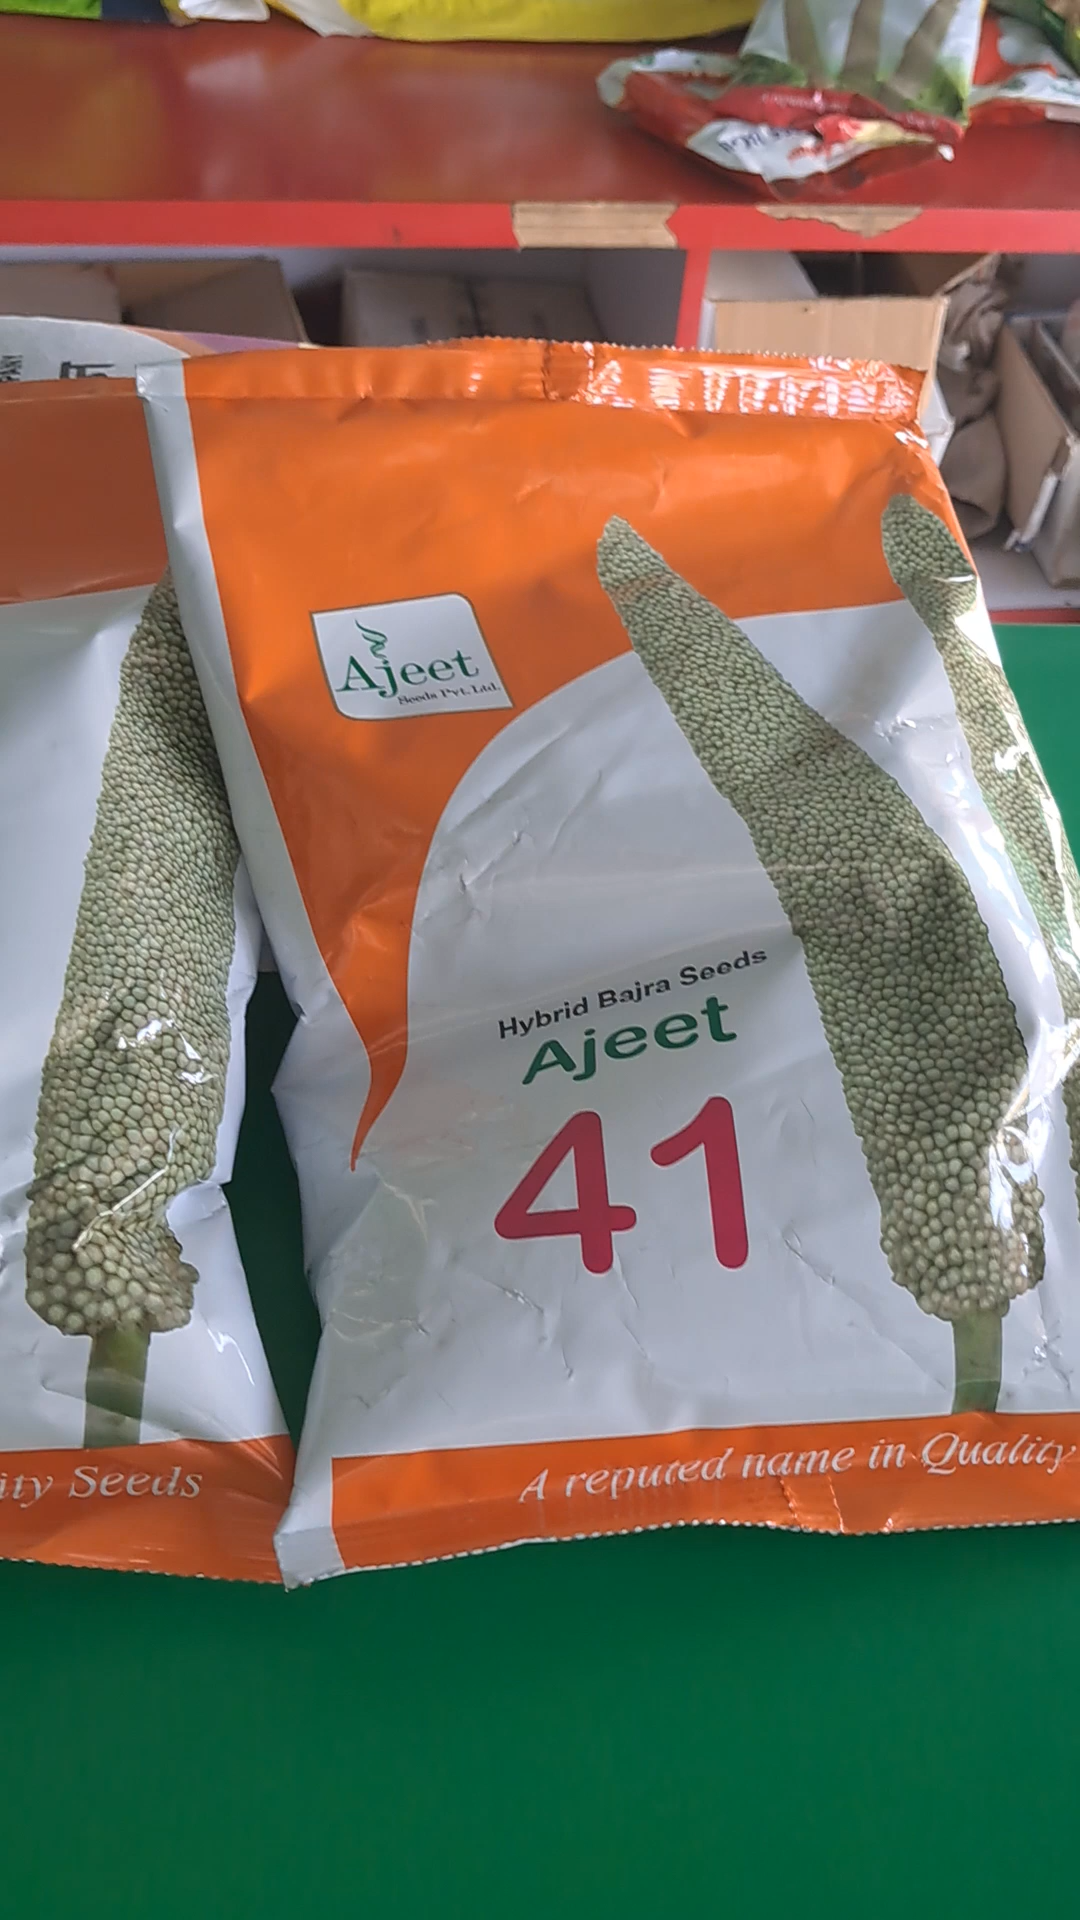 Ajeet
Seeds Pvt. Ltd.
Hybrid Bajra Seeds
Ajeet
41
A reputed name in Quality
ity Seeds